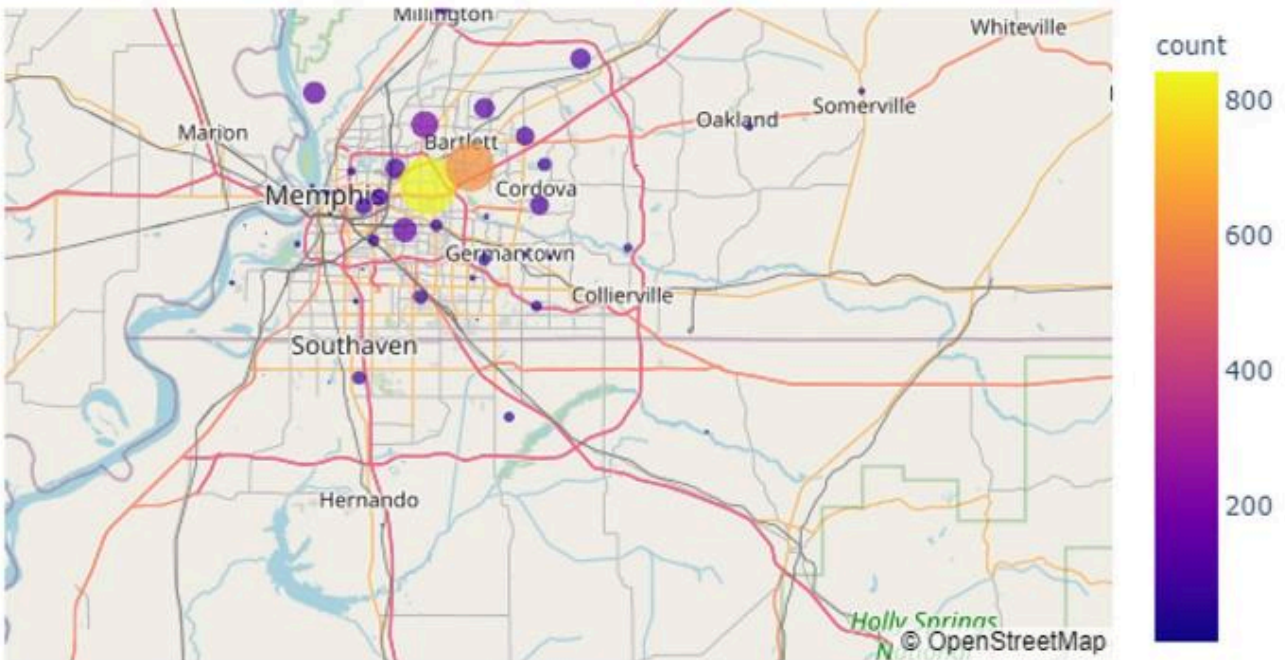 Millington
Whiteville
count
800
Somerville
Oakland
Marion
Bartlett
Memphis
Cordova
600
Germantown
Collierville
400
Southaven
200
Hernando
Holly Springs
© OpenStreetMap